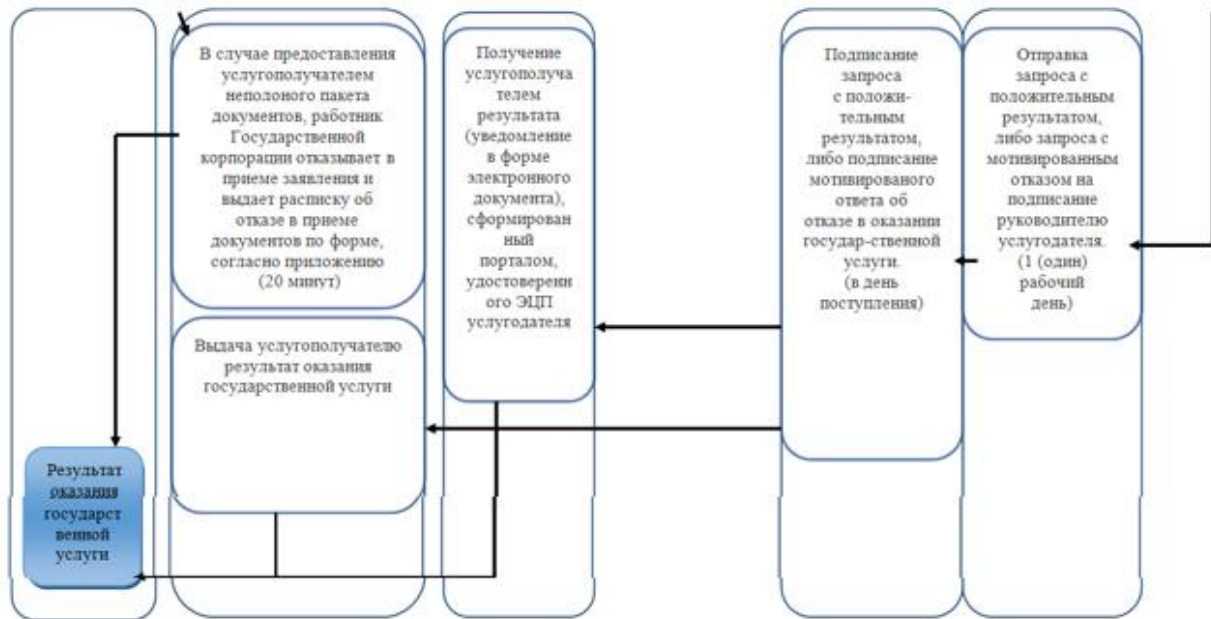 В случае предоставления
услугополучателем
неполоного пакета
документов, работник
Государственной
корпорации отказывает в
приеме заявления и
выдает расписку об
отказе в приеме
документов по форме,
согласно приложению
(20 минут)
Выдача услугополучателю
результат оказания
государственной услуги
Получение
услугополуча
телем
результата
(уведомление
в форме
электронного
документа),
сформирован
ный
порталом,
удостоверенн
ого ЭЦП
услугодателя
Подписание
запроса
с положи-
тельным
результатом,
либо подписание
мотивированого
ответа об
отказе в оказании
государ-ственной
услуги.
(в день
поступления)
Отправка
запроса с
положительным
результатом,
либо запроса с
мотивированным
отказом на
подписание
руководителю
услугодателя.
(1 (один)
рабочий
день)
Результат
оказания
государст
венной
услуги